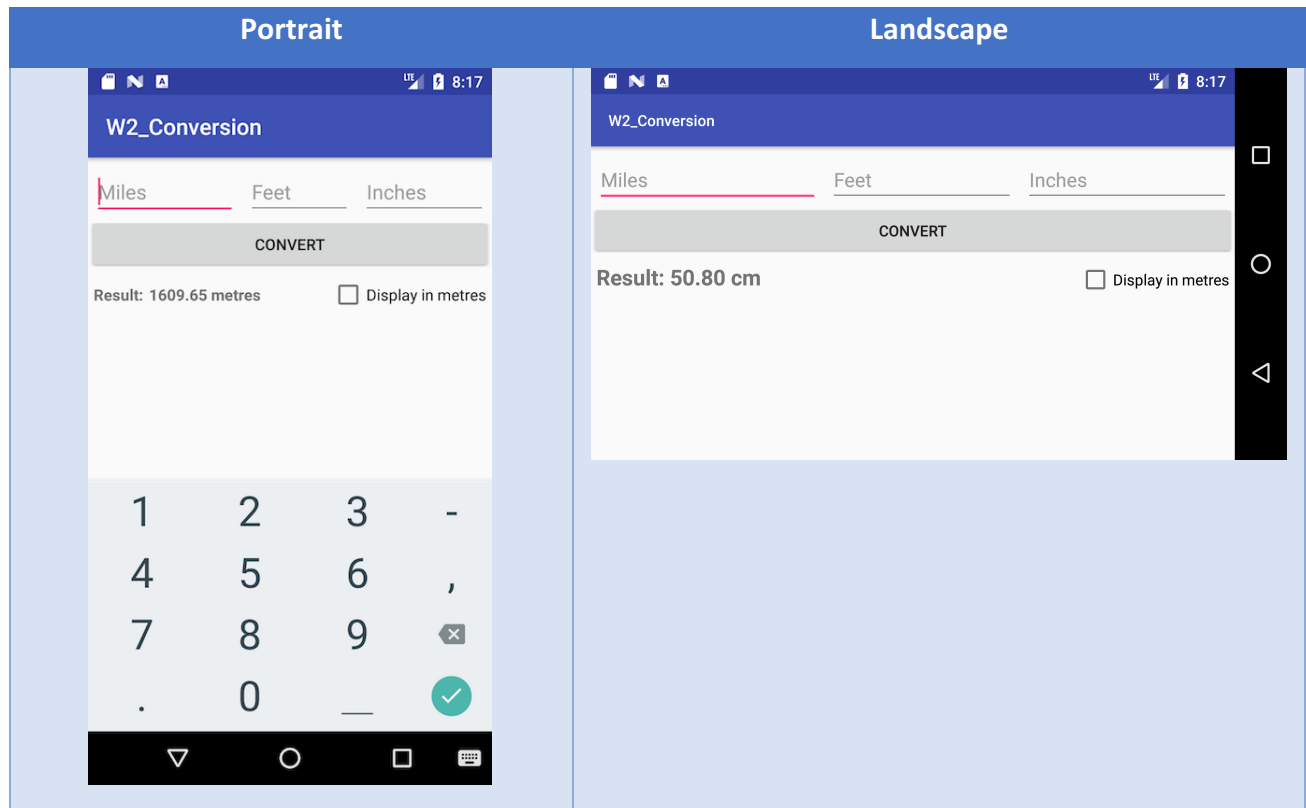 Portrait
LTE 8:17
W2_Conversion
Miles Feet Inches
CONVERT
Result: 1609.65 metres Display in metres
1 2 3 -
4 5 6 ,
7 8 9
. 0 _
Landscape
LTE 8:17
W2_Conversion
Miles Feet Inches
CONVERT
Result: 50.80 cm Display in metres